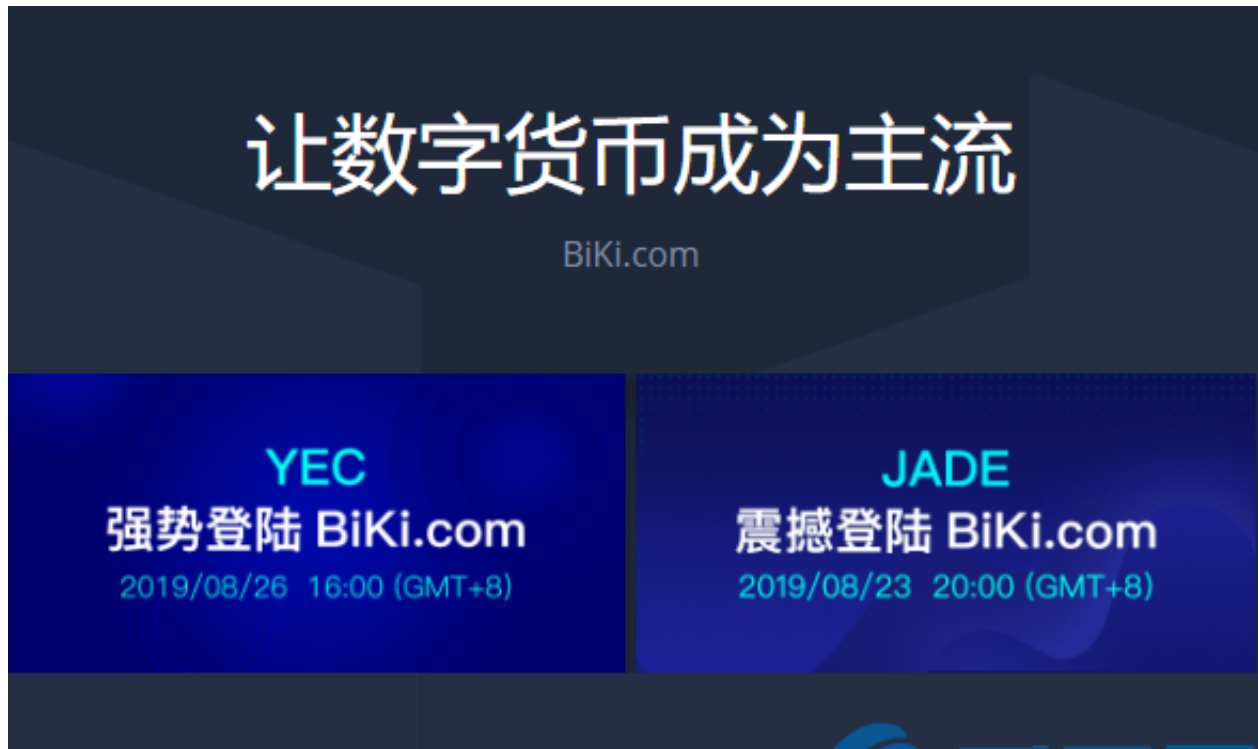 让数字货币成为主流
BiKi.com
YEC
强势登陆 BiKi.com
2019/08/26 16:00 (GMT+8)
JADE
震撼登陆 BiKi.com
2019/08/23 20:00 (GMT+8)